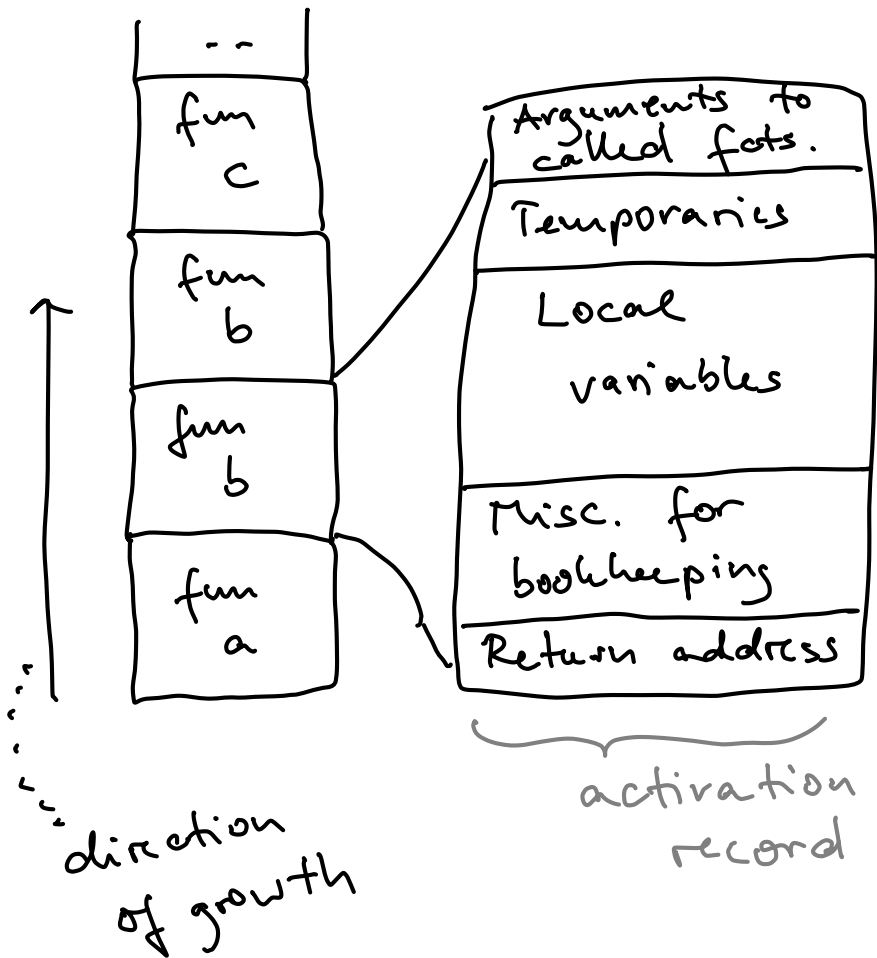 --
fun
c
fun
b
fun
b
fun
a
direction
of growth
Arguments to
called fcts.
Temporaries
Local
variables
Misc. for
bookkeeping
Return address
activation
record